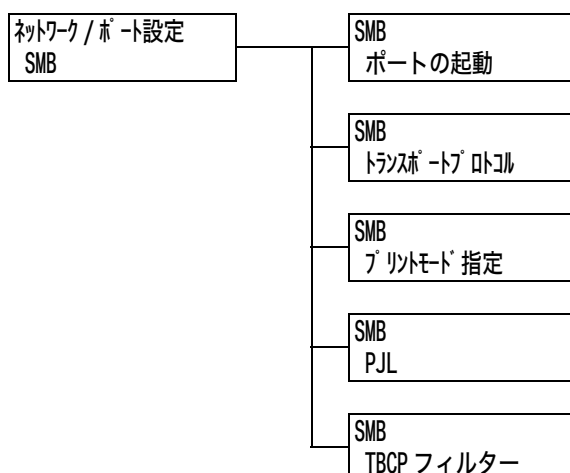 ﾈｯﾄﾜｰｸ / ﾎﾟｰﾄ設定
SMB
SMB
ポートの起動
SMB
ﾄﾗﾝｽﾎﾟｰﾄﾌﾟﾛﾄｺﾙ
SMB
ﾌﾟﾘﾝﾄﾓｰﾄﾞ指定
SMB
PJL
SMB
TBCP フィルター